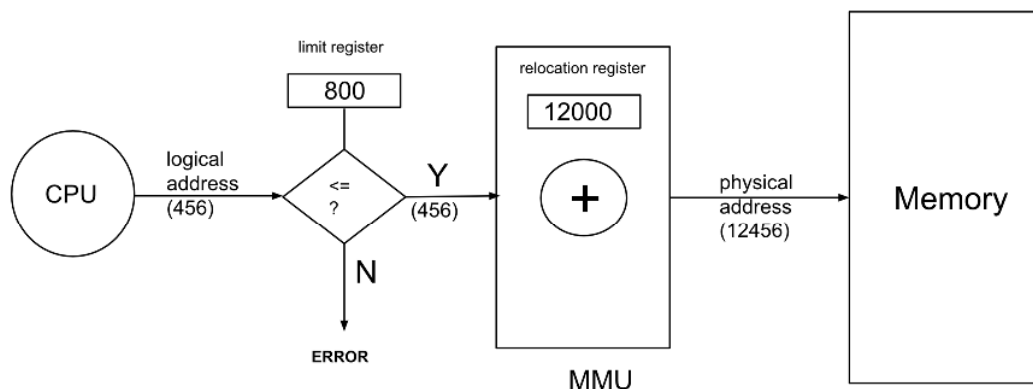 limit register
800
CPU
logical
address
(456)
<=
?
Y
(456)
N
ERROR
relocation register
12000
+
MMU
physical
address
(12456)
Memory